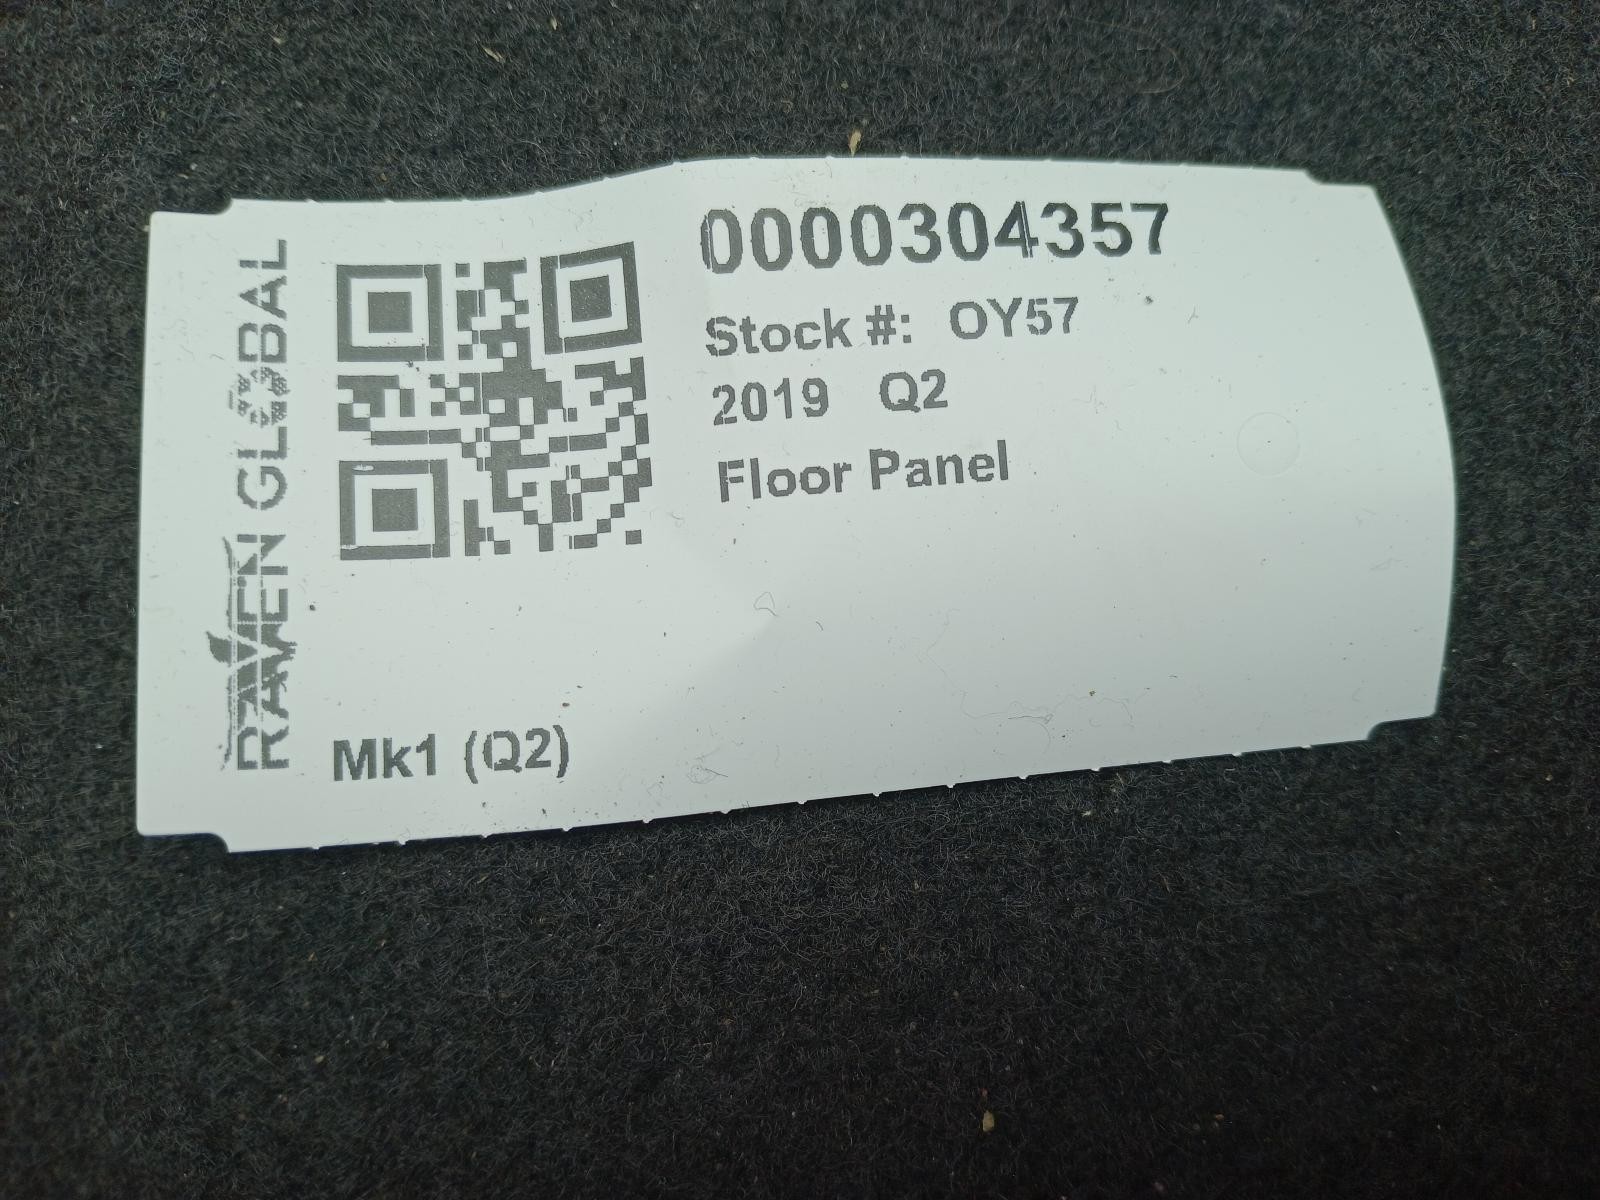 RAVEN GLOBAL
0000304357
Stock #: OY57
2019 Q2
Floor Panel
Mk1 (Q2)